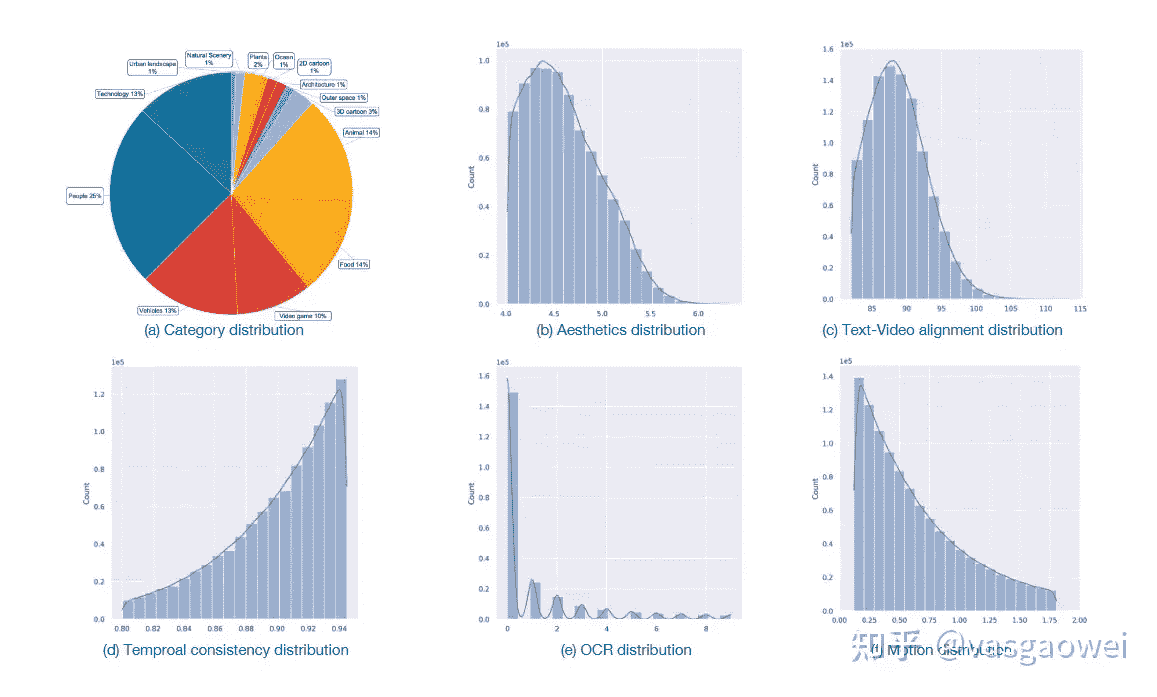 Natural Scenery
1%
Plants
2%
Ocean
1%
2D cartoon
1%
Urban landscape
1%
Architecture 1%
Outer space 1%
3D cartoon 3%
Technology 13%
Animal 14%
People 25%
Food 14%
Vehicles 13%
Video game 10%
(a) Category distribution
1e5
Count
1.0
0.8
0.6
0.4
0.2
0.0
4.0 4.5 5.0 5.5 6.0
(b) Aesthetics distribution
1e5
Count
1.6
1.4
1.2
1.0
0.8
0.6
0.4
0.2
0.0
85 90 95 100 105 110 115
(c) Text-Video alignment distribution
1e5
Count
1.2
1.0
0.8
0.6
0.4
0.2
0.0
0.80 0.82 0.84 0.86 0.88 0.90 0.92 0.94
(d) Temproal consistency distribution
1e5
Count
1.6
1.4
1.2
1.0
0.8
0.6
0.4
0.2
0.0
0 2 4 6 8
(e) OCR distribution
1e5
Count
1.4
1.2
1.0
0.8
0.6
0.4
0.2
0.0
0.00 0.25 0.50 0.75 1.00 1.25 1.50 1.75 2.00
(f) Motion distribution
知乎 @yasgaowei